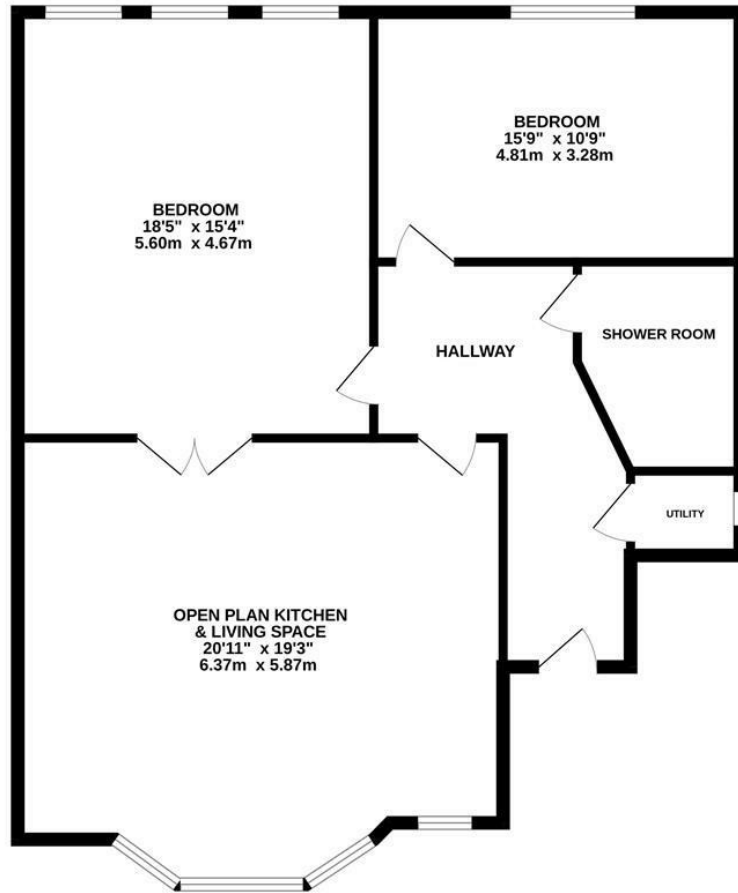 BEDROOM
15'9" x 10'9"
4.81m x 3.28m
BEDROOM
18'5" x 15'4"
5.60m x 4.67m
HALLWAY
SHOWER ROOM
UTILITY
OPEN PLAN KITCHEN
& LIVING SPACE
20'11" x 19'3"
6.37m x 5.87m